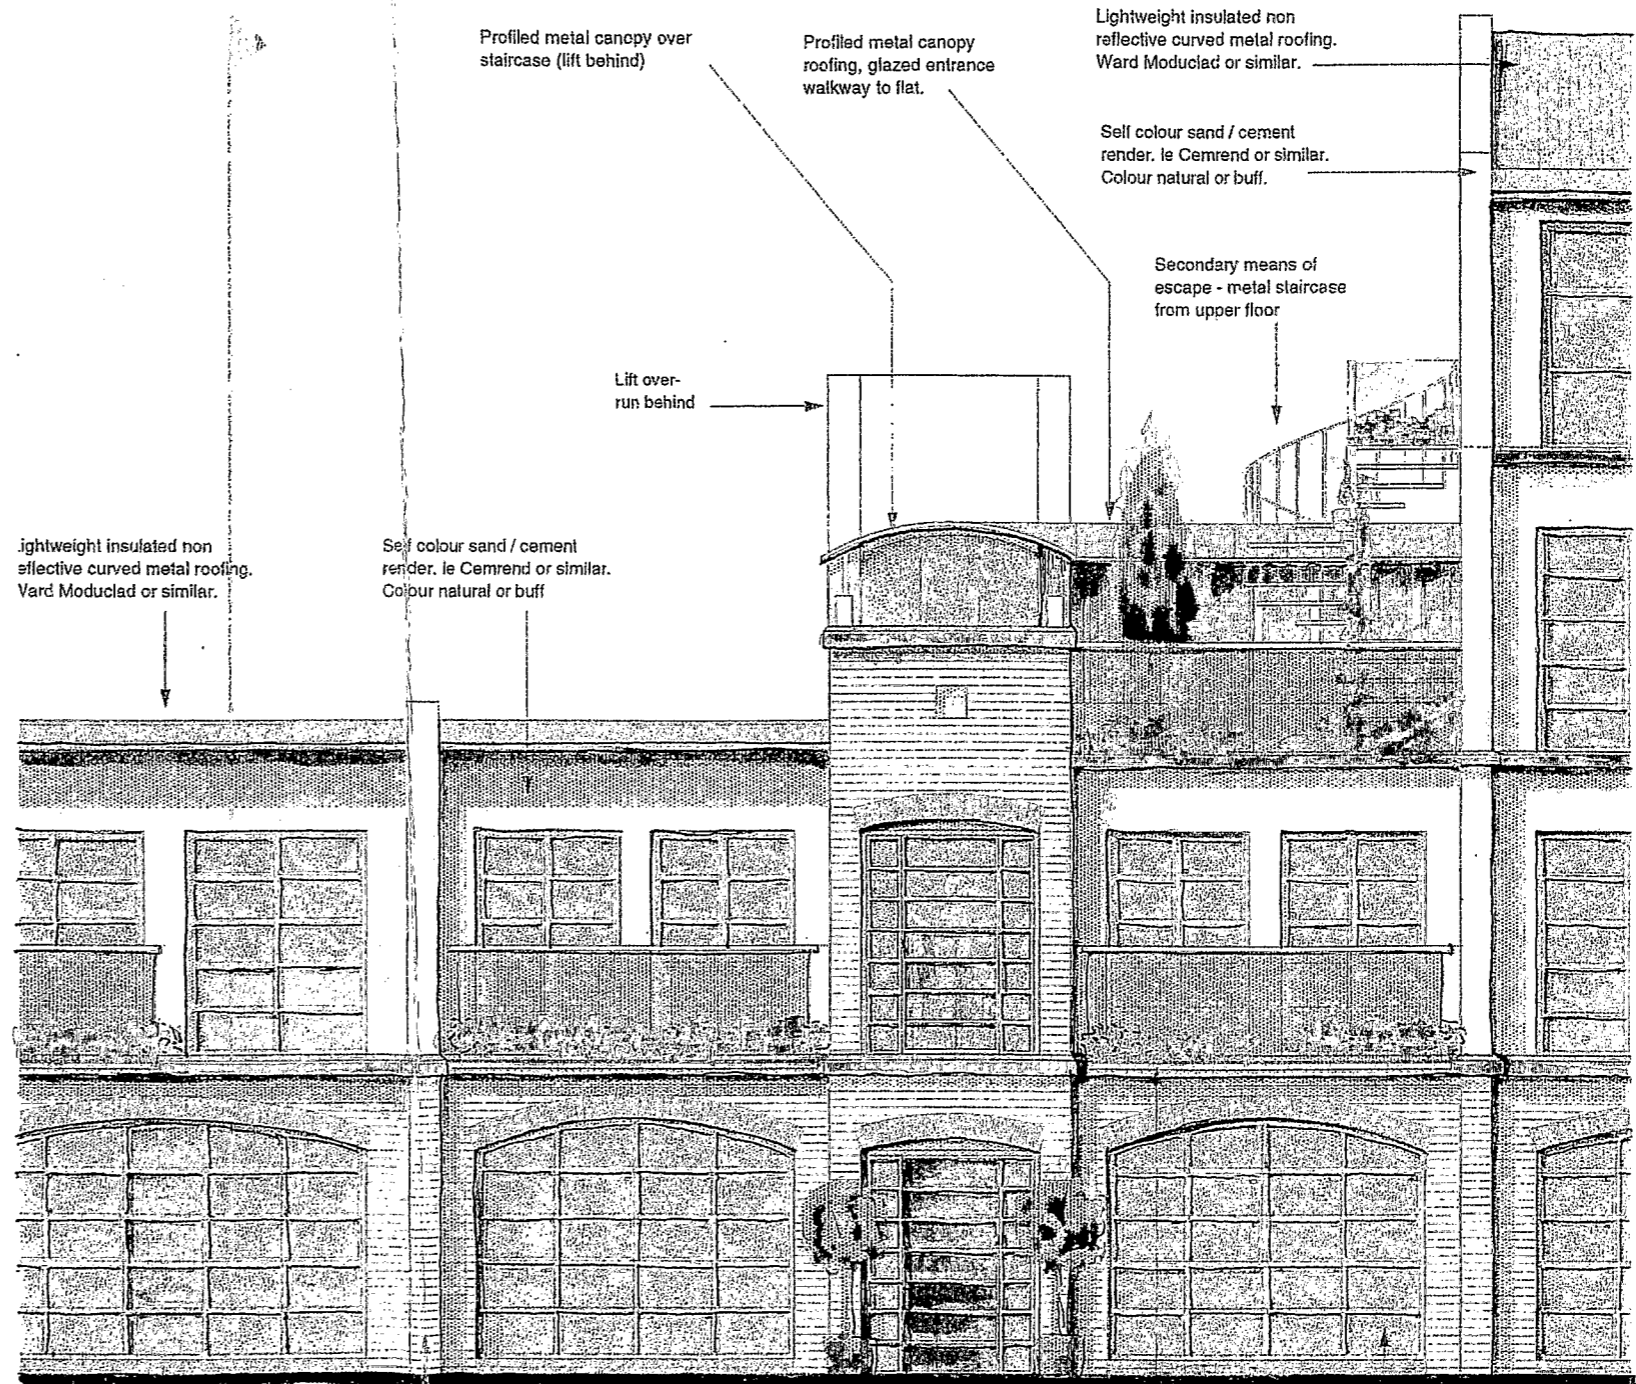 Profiled metal canopy over
staircase (lift behind)
Profiled metal canopy
roofing, glazed entrance
walkway to flat.
Lightweight insulated non
reflective curved metal roofing.
Ward Moduclad or similar.
Self colour sand / cement
render. Ie Cemrend or similar.
Colour natural or buff.
Secondary means of
escape - metal staircase
from upper floor
Lift over-
run behind
ightweight insulated non
eflective curved metal roofing.
Vard Moduclad or similar.
Self colour sand / cement
render. Ie Cemrend or similar.
Colour natural or buff